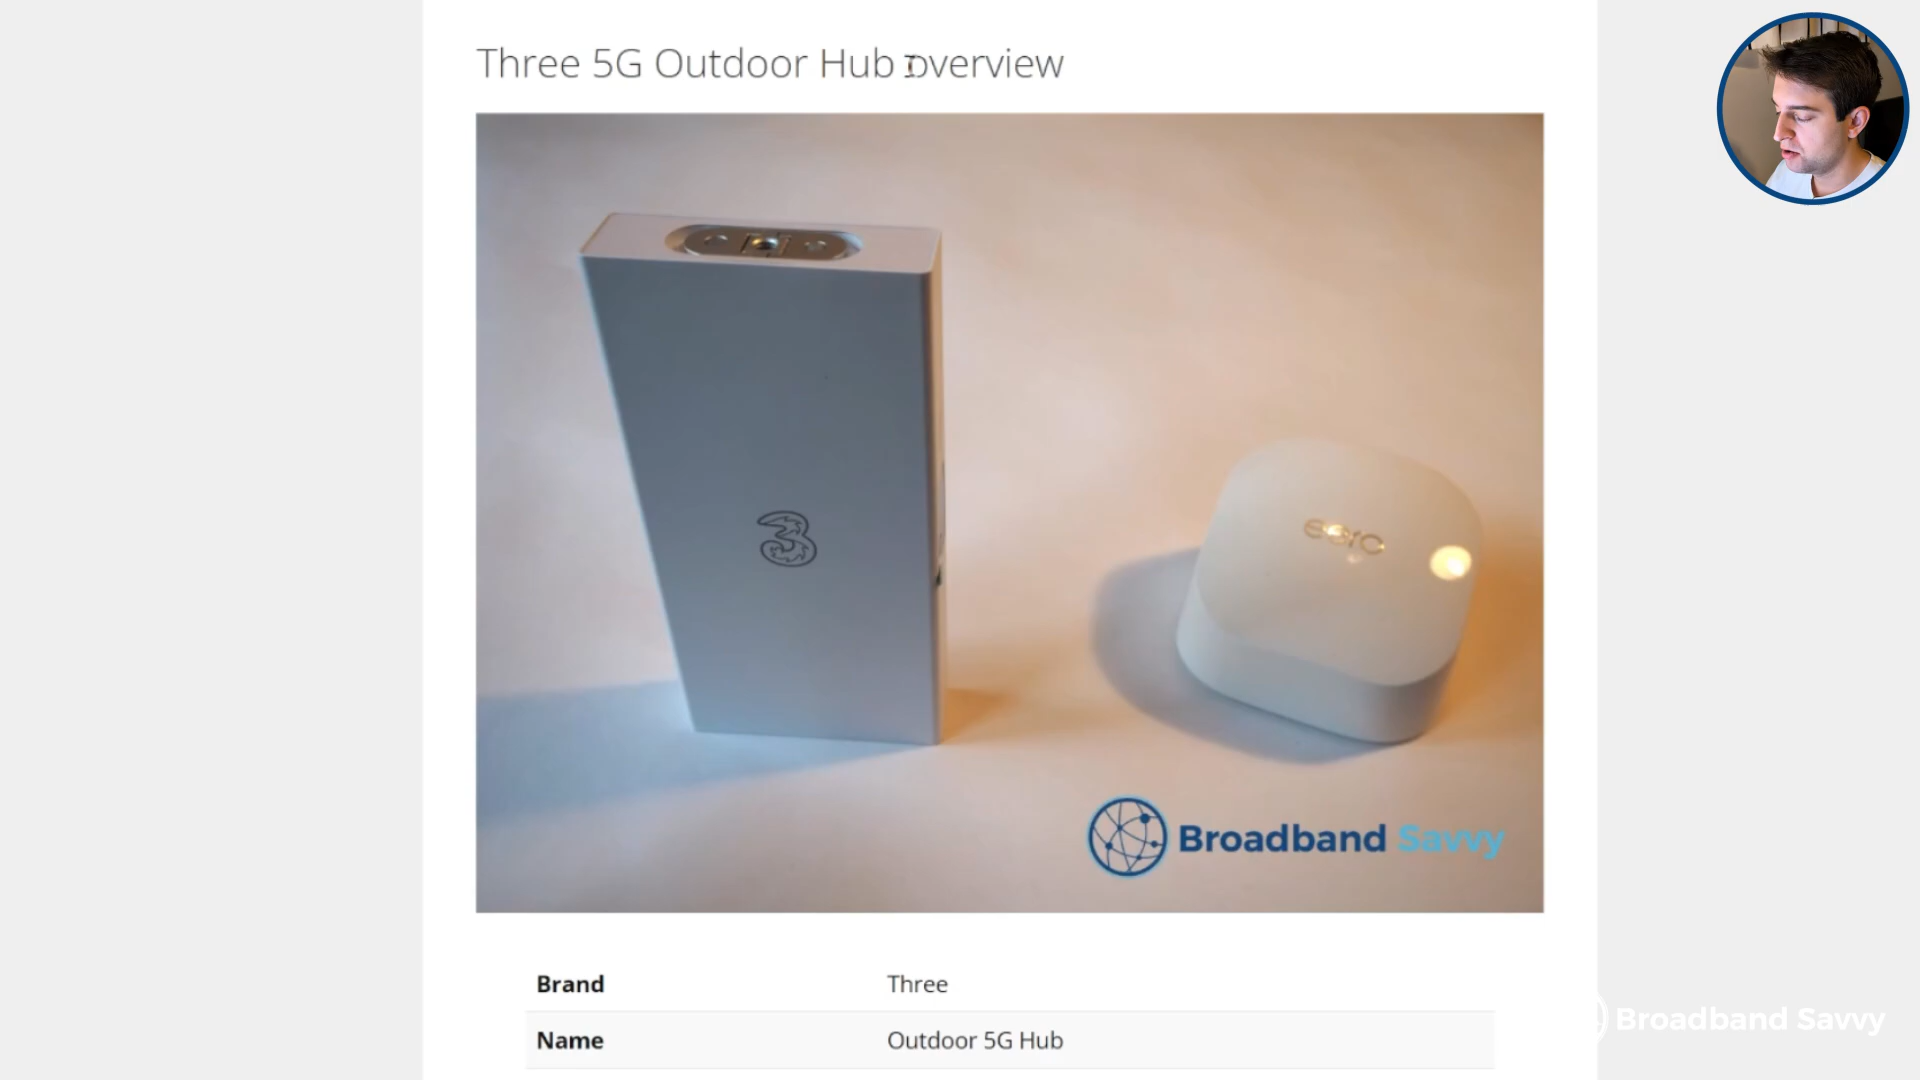 Three 5G Outdoor Hub overview
3
eero
Broadband Savvy
Brand Three
Name Outdoor 5G Hub
Broadband Savvy